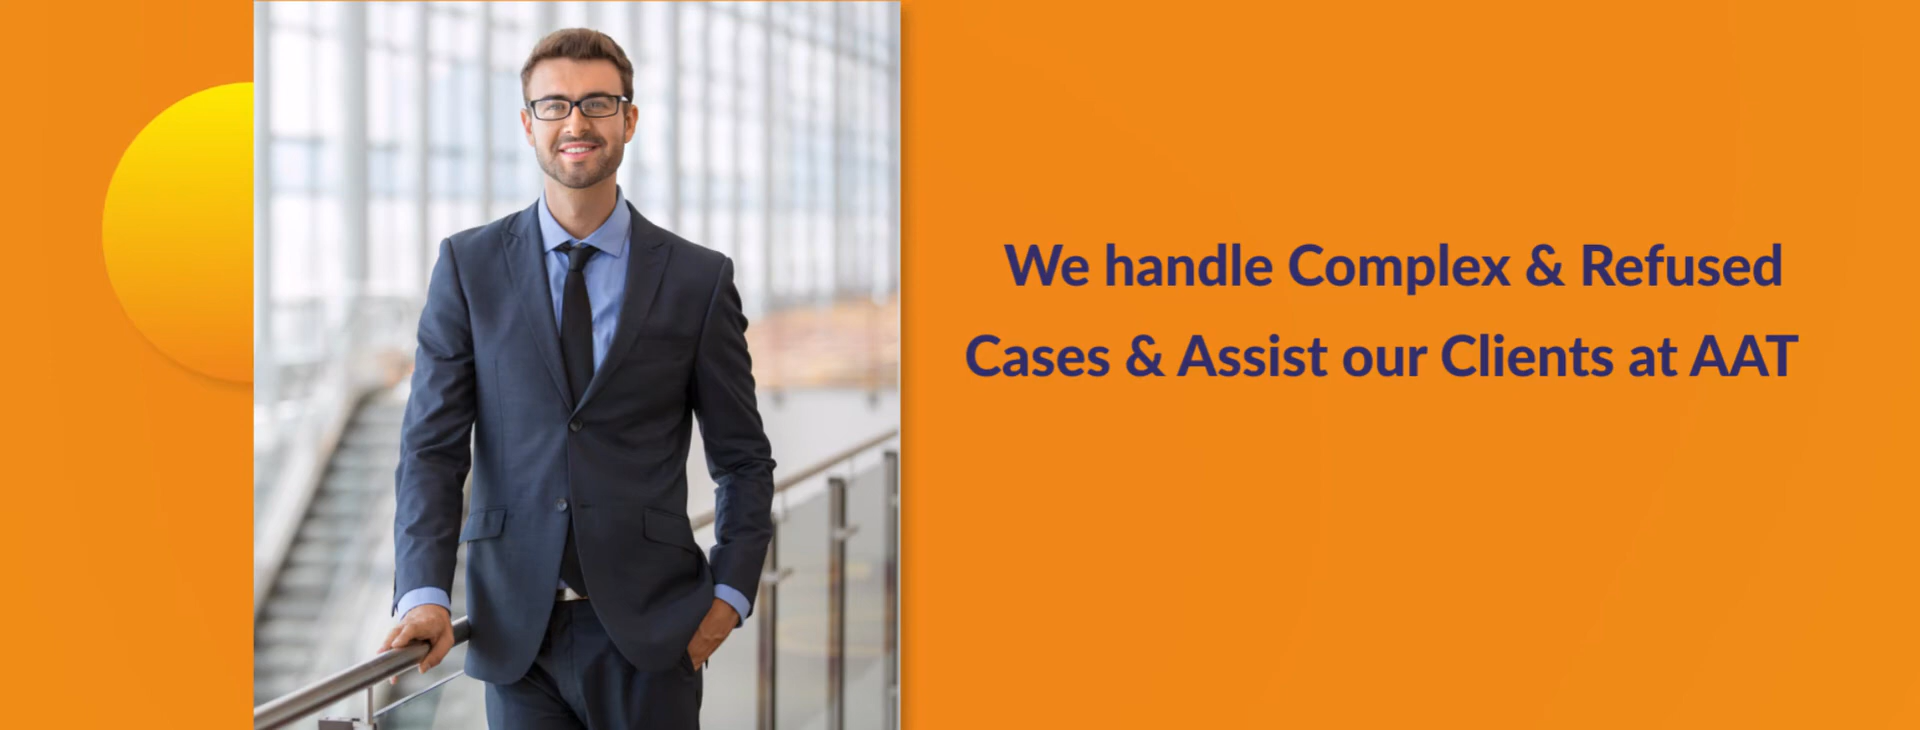 We handle Complex & Refused
Cases & Assist our Clients at AAT